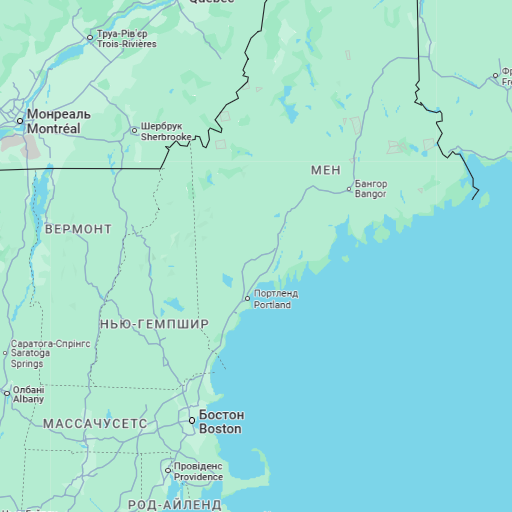 Québec
Труа-Рів'єр
Trois-Rivières
Монреаль
Montréal
Шербрук
Sherbrooke
МЕН
Бангор
Bangor
ВЕРМОНТ
Портленд
Portland
НЬЮ-ГЕМПШИР
Саратога-Спрінгс
Saratoga
Springs
Олбані
Albany
МАССАЧУСЕТС
Бостон
Boston
Провіденс
Providence
РОД-АЙЛЕНД